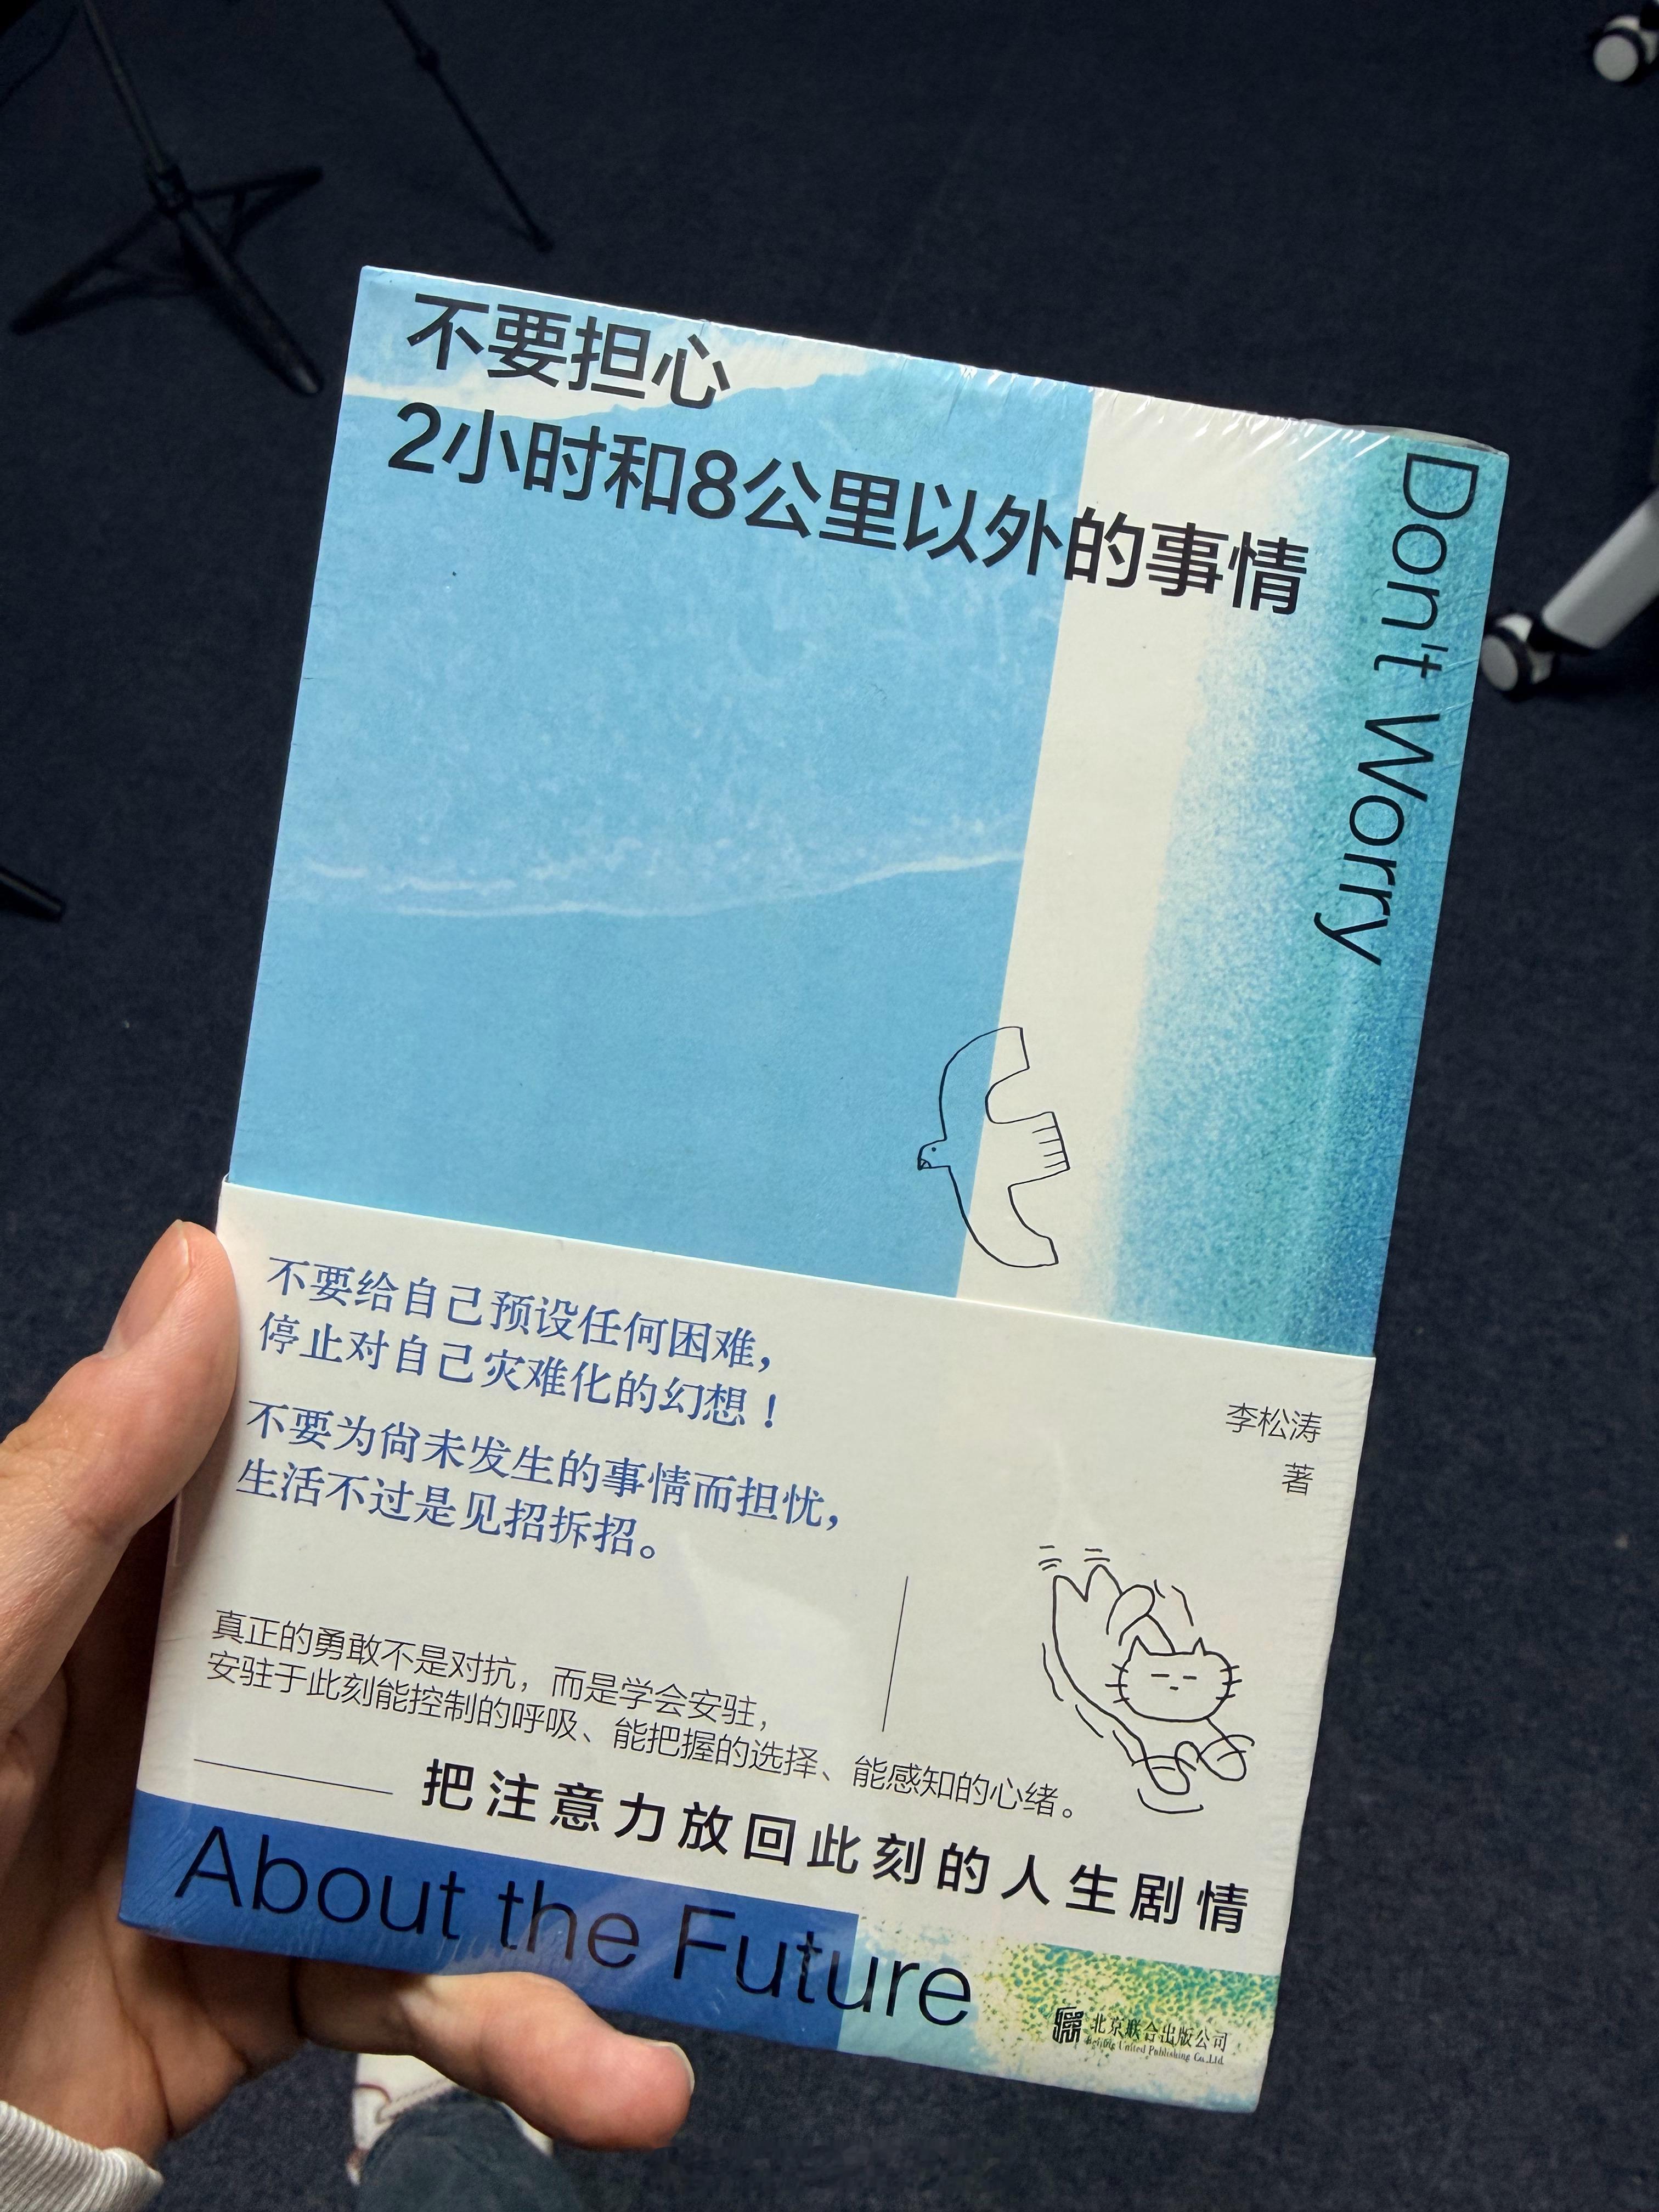 不要担心
2小时和8公里以外的事情
Don't Worry
不要给自己预设任何困难，
停止对自己灾难化的幻想！
不要为尚未发生的事情而担忧，
生活不过是见招拆招。
李松涛
著
真正的勇敢不是对抗，而是学会安驻，
安驻于此刻能控制的呼吸、能把握的选择、能感知的心绪。
把注意力放回此刻的人生剧情
About the Future
北京联合出版公司
Beijing United Publishing Co.,Ltd.